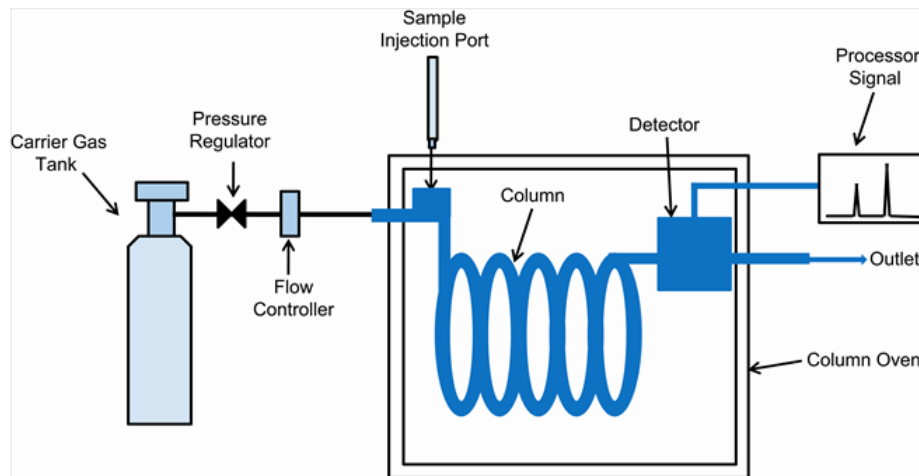 Sample
Injection Port
Processor
Signal
Pressure
Regulator
Detector
Carrier Gas
Tank
Column
Outlet
Flow
Controller
Column Oven